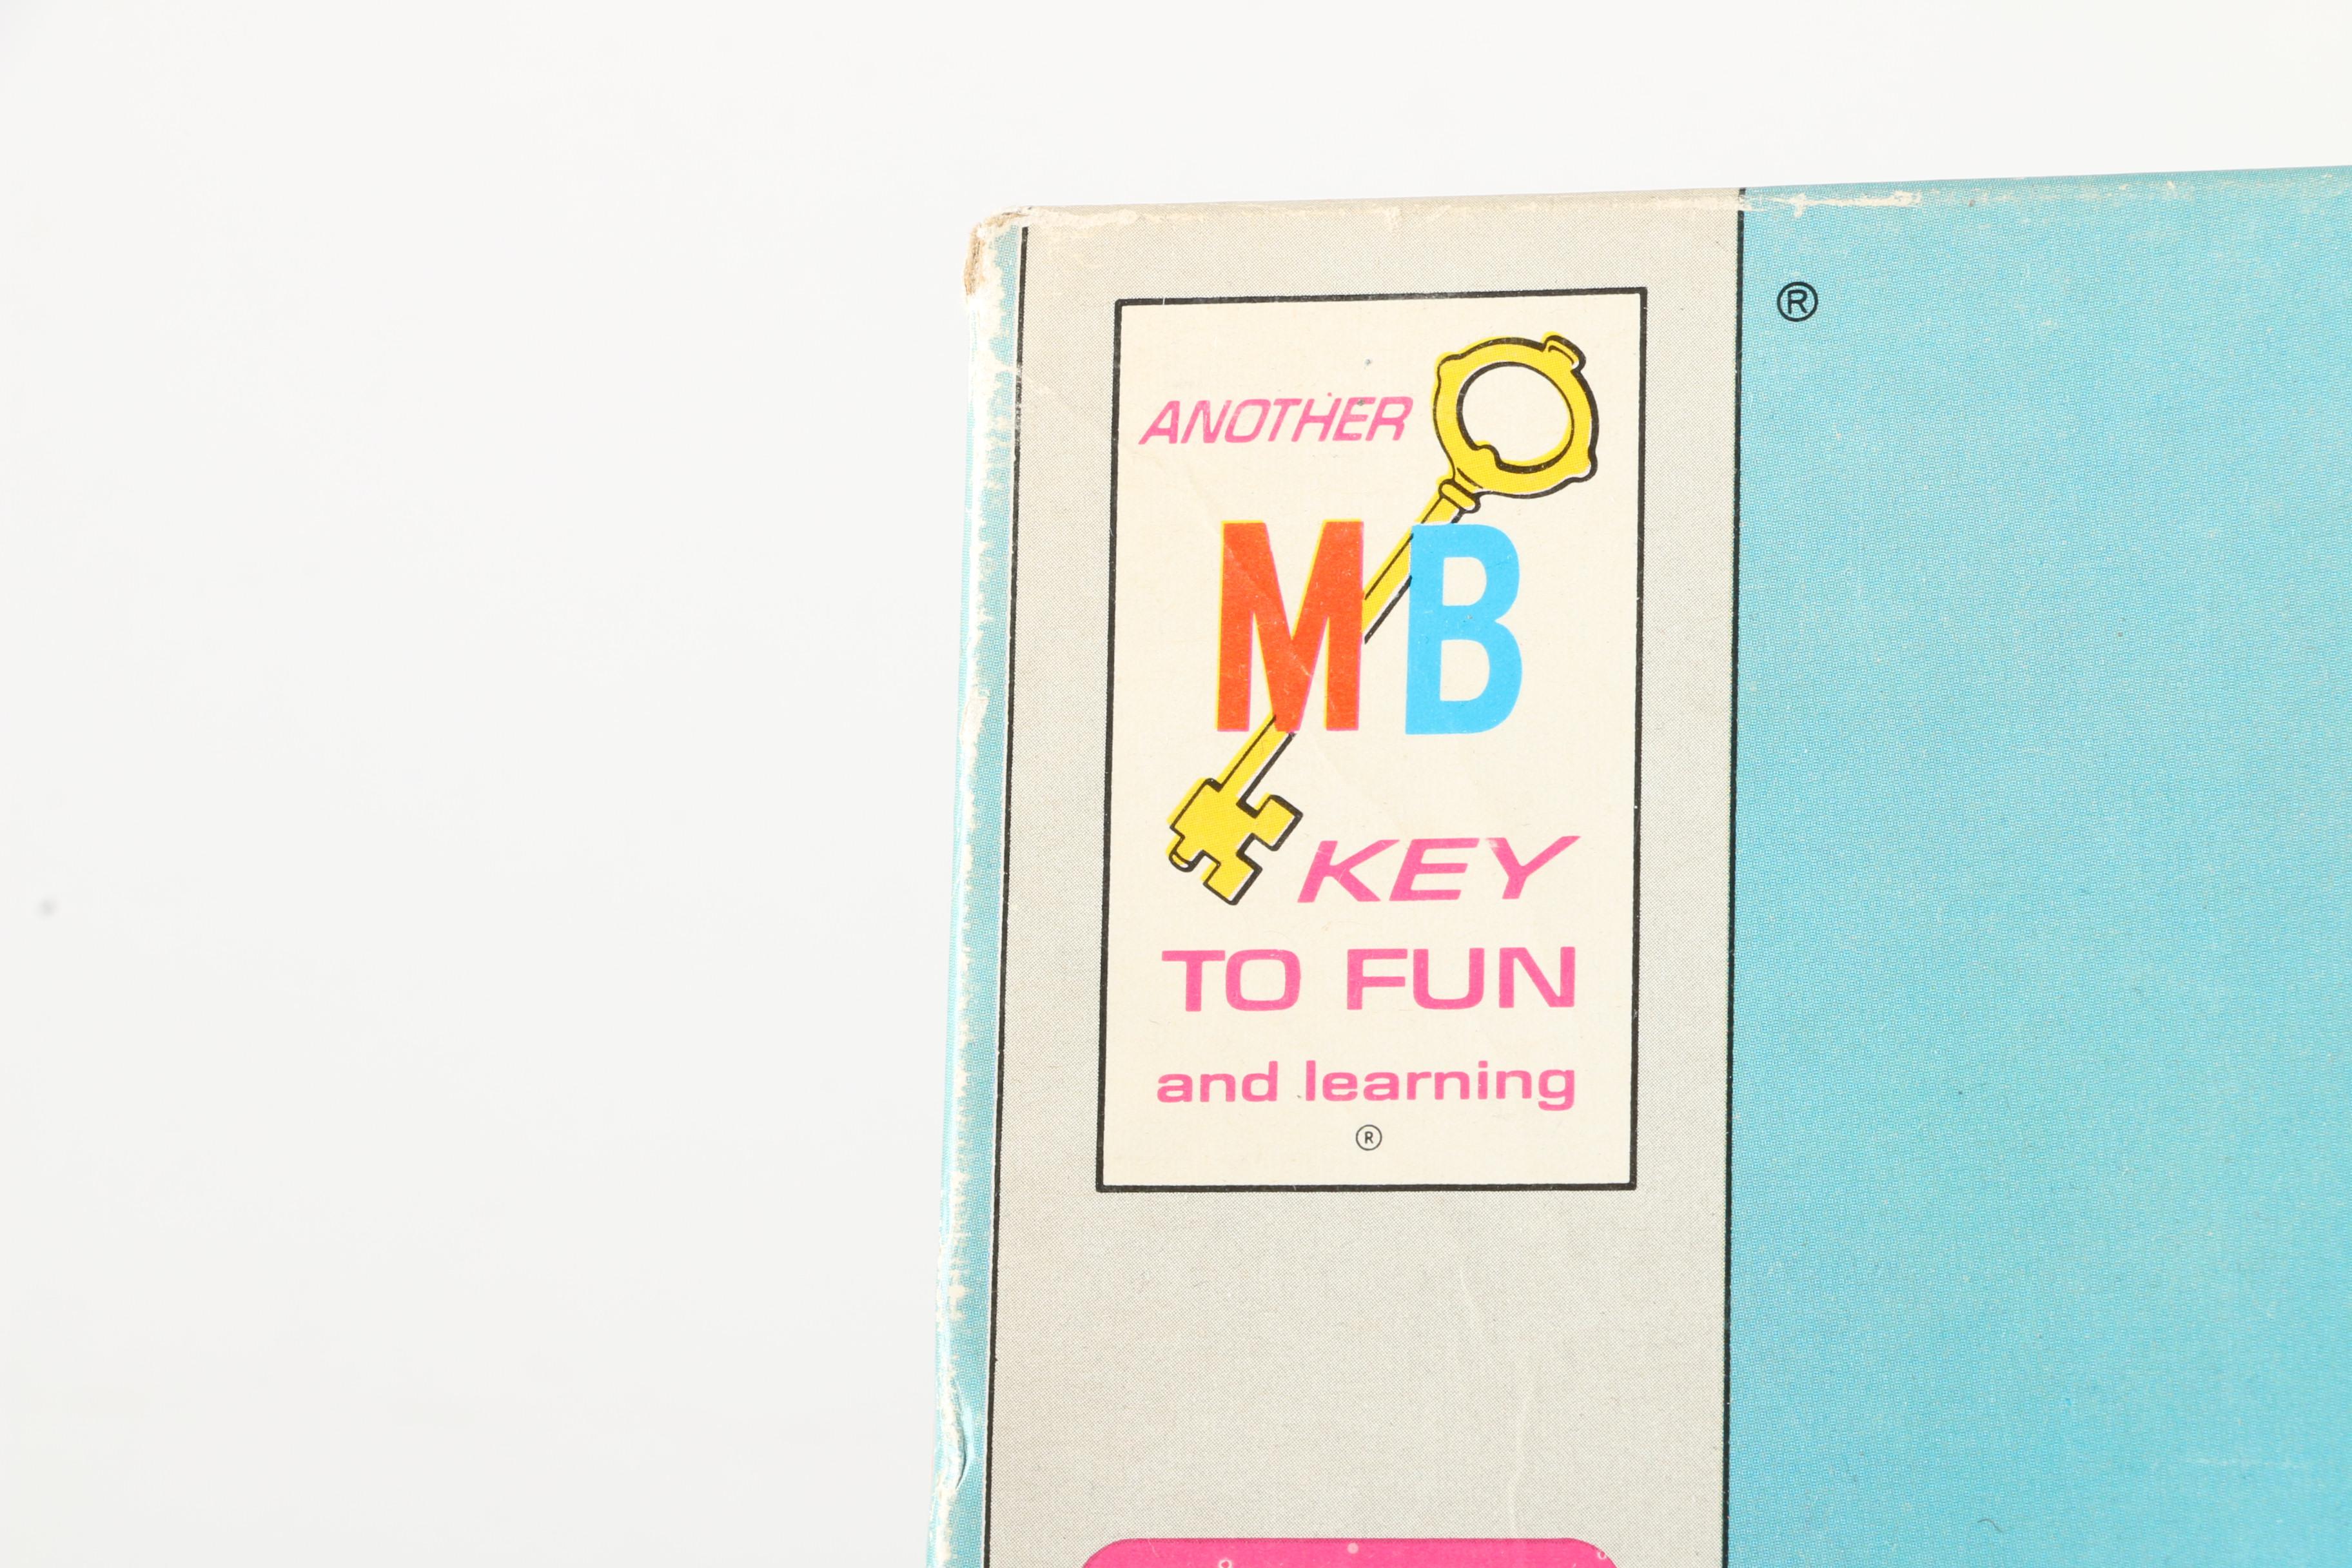 ®
ANOTHER
MB
KEY
TO FUN
and learning
®